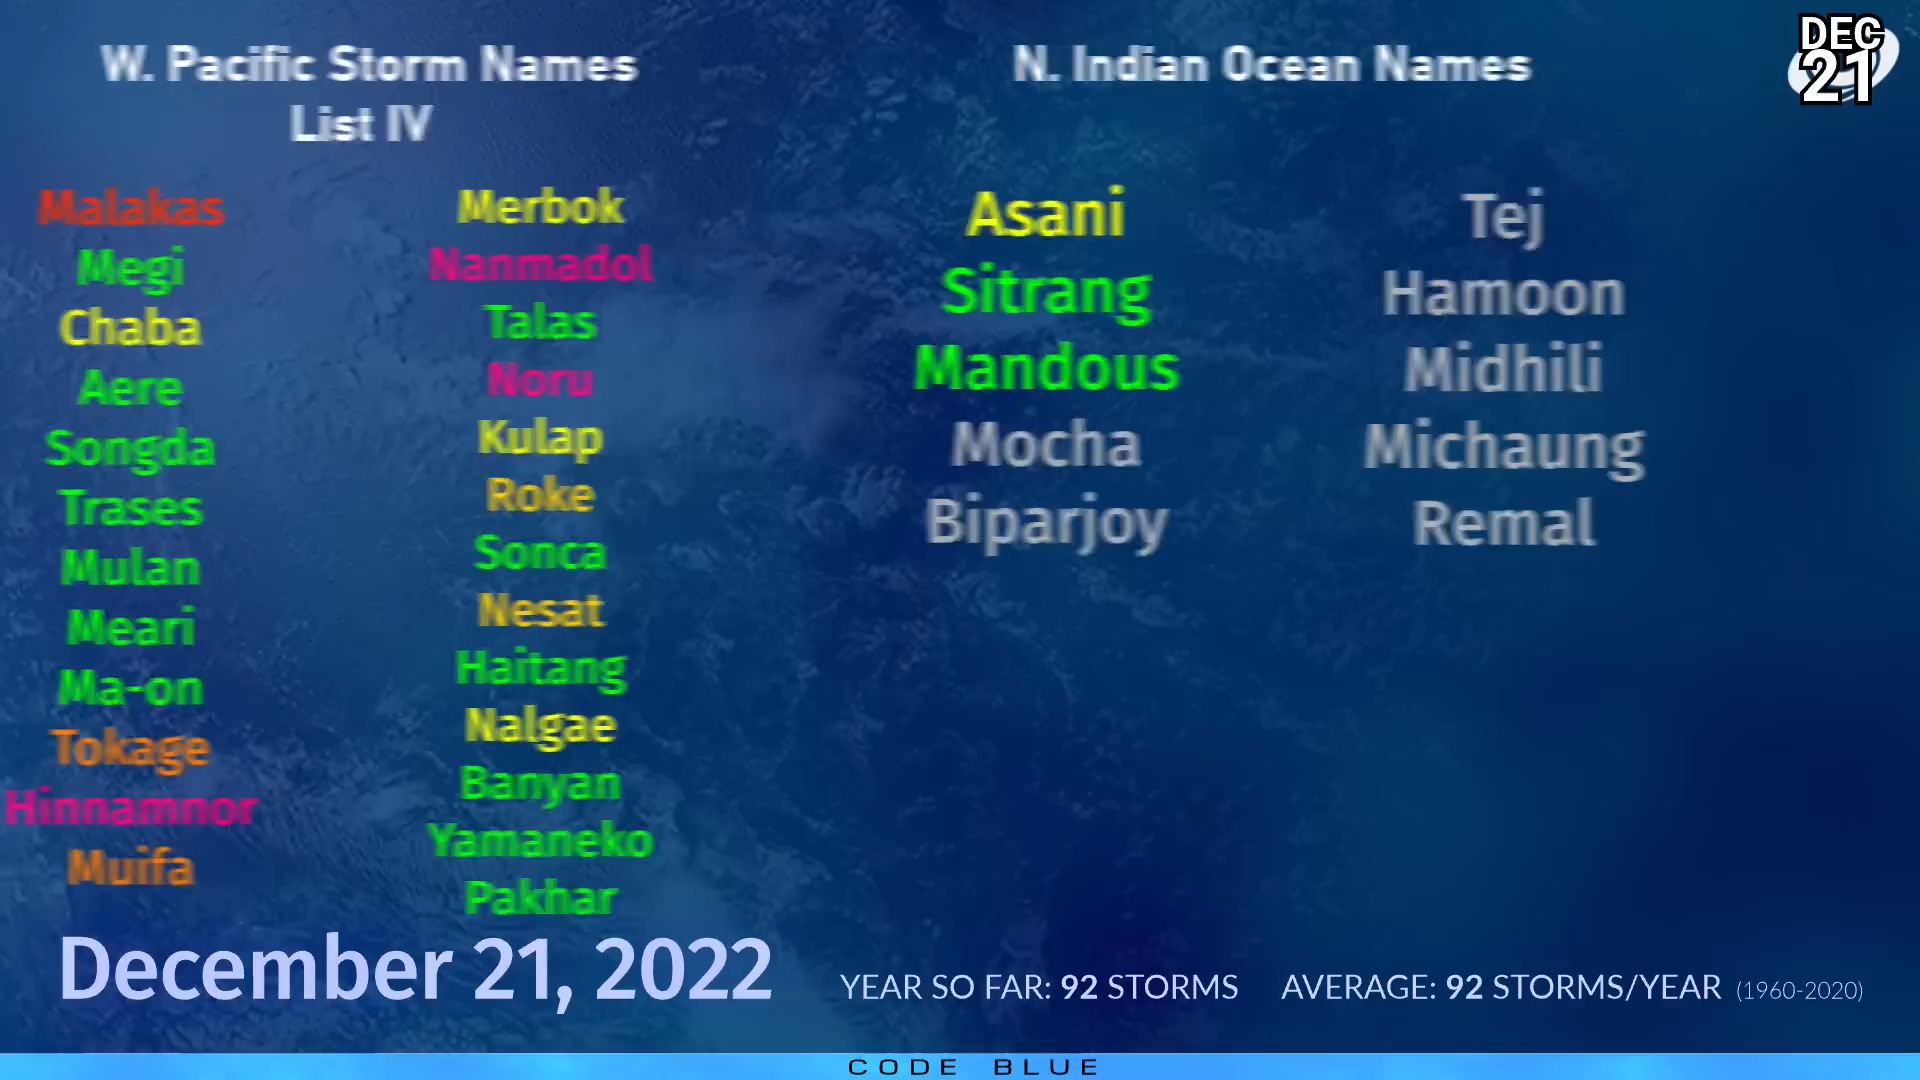 W. Pacific Storm Names
List IV
Malakas
Megi
Chaba
Aere
Songda
Trases
Mulan
Meari
Ma-on
Tokage
Hinnamnor
Muifa
Merbok
Nanmadol
Talas
Noru
Kulap
Roke
Sonca
Nesat
Haitang
Nalgae
Banyan
Yamaneko
Pakhar
N. Indian Ocean Names
Asani
Sitrang
Mandous
Mocha
Biparjoy
Tej
Hamoon
Midhili
Michaung
Remal
DEC
21
December 21, 2022
YEAR SO FAR: 92 STORMS
AVERAGE: 92 STORMS/YEAR (1960-2020)
CODE BLUE